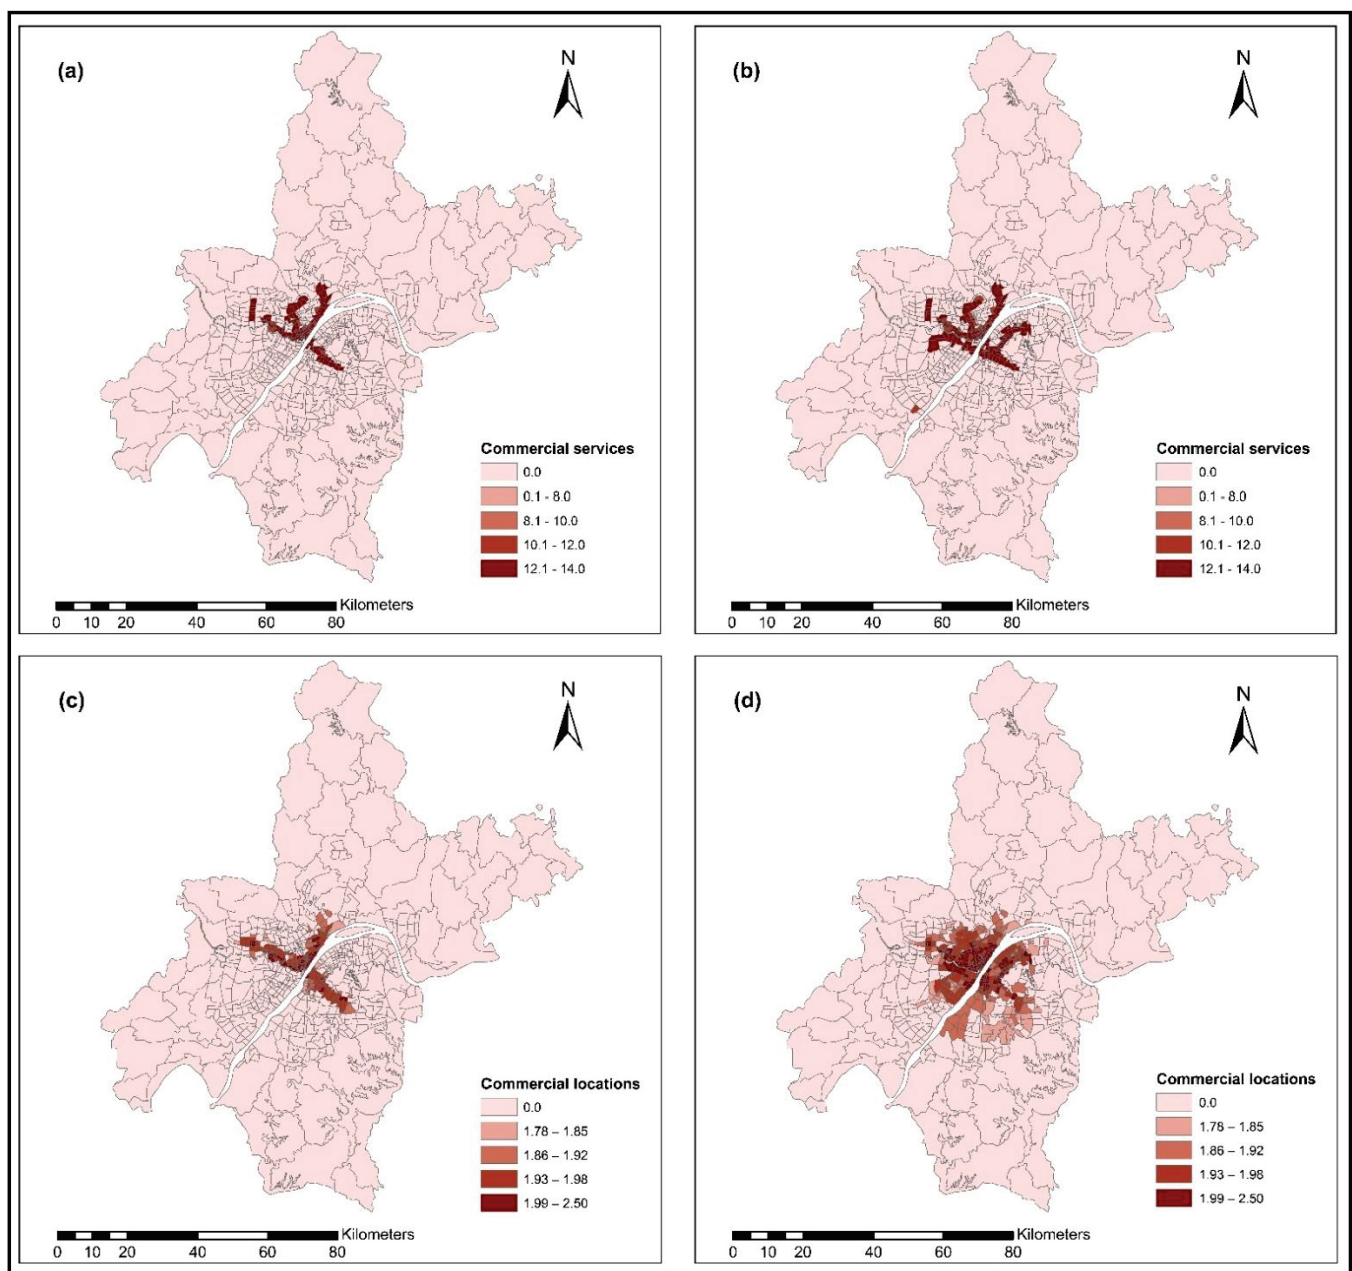 (a)
N
Commercial services
0.0
0.1 - 8.0
8.1 - 10.0
10.1 - 12.0
12.1 - 14.0
Kilometers
0 10 20 40 60 80
(b)
N
Commercial services
0.0
0.1 - 8.0
8.1 - 10.0
10.1 - 12.0
12.1 - 14.0
Kilometers
0 10 20 40 60 80
(c)
N
Commercial locations
0.0
1.78 – 1.85
1.86 – 1.92
1.93 – 1.98
1.99 – 2.50
Kilometers
0 10 20 40 60 80
(d)
N
Commercial locations
0.0
1.78 – 1.85
1.86 – 1.92
1.93 – 1.98
1.99 – 2.50
Kilometers
0 10 20 40 60 80